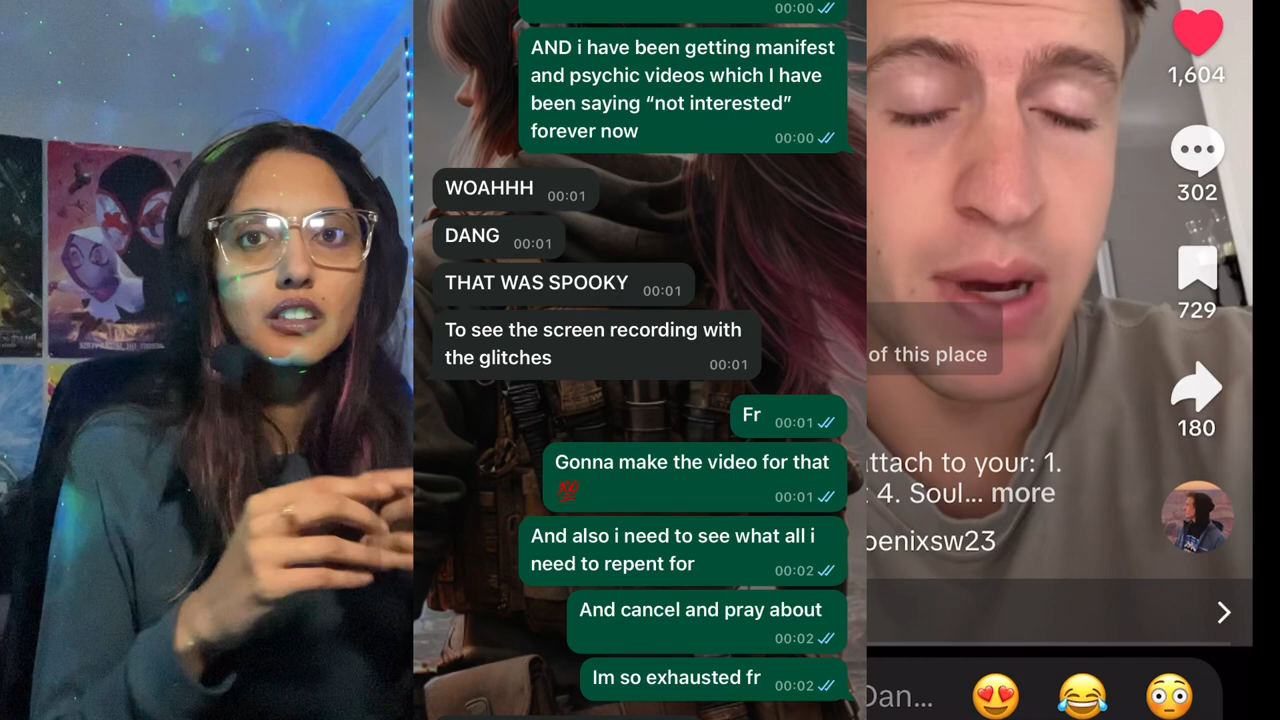 00:00
AND i have been getting manifest
and psychic videos which I have
been saying “not interested”
forever now
00:00
WOAHHH 00:01
DANG 00:01
THAT WAS SPOOKY 00:01
To see the screen recording with
the glitches
00:01
Fr 00:01
Gonna make the video for that
💯 00:01
And also i need to see what all i
need to repent for
00:02
And cancel and pray about
00:02
Im so exhausted fr 00:02
1,604
302
729
of this place
180
ttach to your: 1.
4. Soul... more
oenixsw23
Dan...